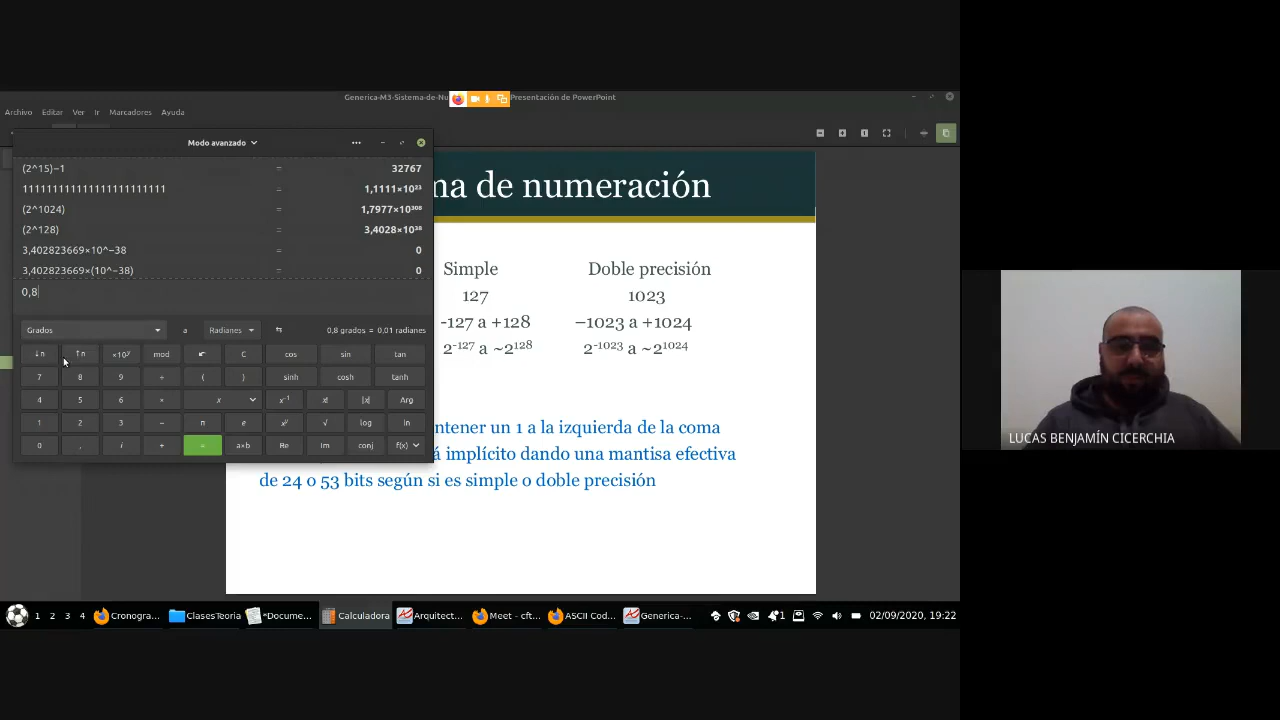 Generica-M3-Sistema-de-Nu
Presentación de PowerPoint
Archivo Editar Ver Ir Marcadores Ayuda
Modo avanzado
(2^15)−1 = 32767
111111111111111111111111 = 1,1111×10²³
(2^1024) = 1,7977×10³⁰⁸
(2^128) = 3,4028×10³⁸
3,402823669×10^−38 = 0
3,402823669×(10^−38) = 0
0,8
Grados a Radianes 0,8 grados = 0,01 radianes
↓n ↑n ×10ʸ mod C cos sin tan
7 8 9 ÷ ( ) sinh cosh tanh
4 5 6 × x x⁻¹ x! |x| Arg
1 2 3 − π e xʸ √ log ln
0 , i + = a×b Re Im conj f(x)
ma de numeración
Simple Doble precisión
127 1023
-127 a +128 −1023 a +1024
2⁻¹²⁷ a ~2¹²⁸ 2⁻¹⁰²³ a ~2¹⁰²⁴
ntener un 1 a la izquierda de la coma
á implícito dando una mantisa efectiva
de 24 o 53 bits según si es simple o doble precisión
LUCAS BENJAMÍN CICERCHIA
1 2 3 4 Cronogra... ClasesTeoria *Docume... Calculadora Arquitect... Meet - cft... ASCII Cod... Generica-... 1 02/09/2020, 19:22